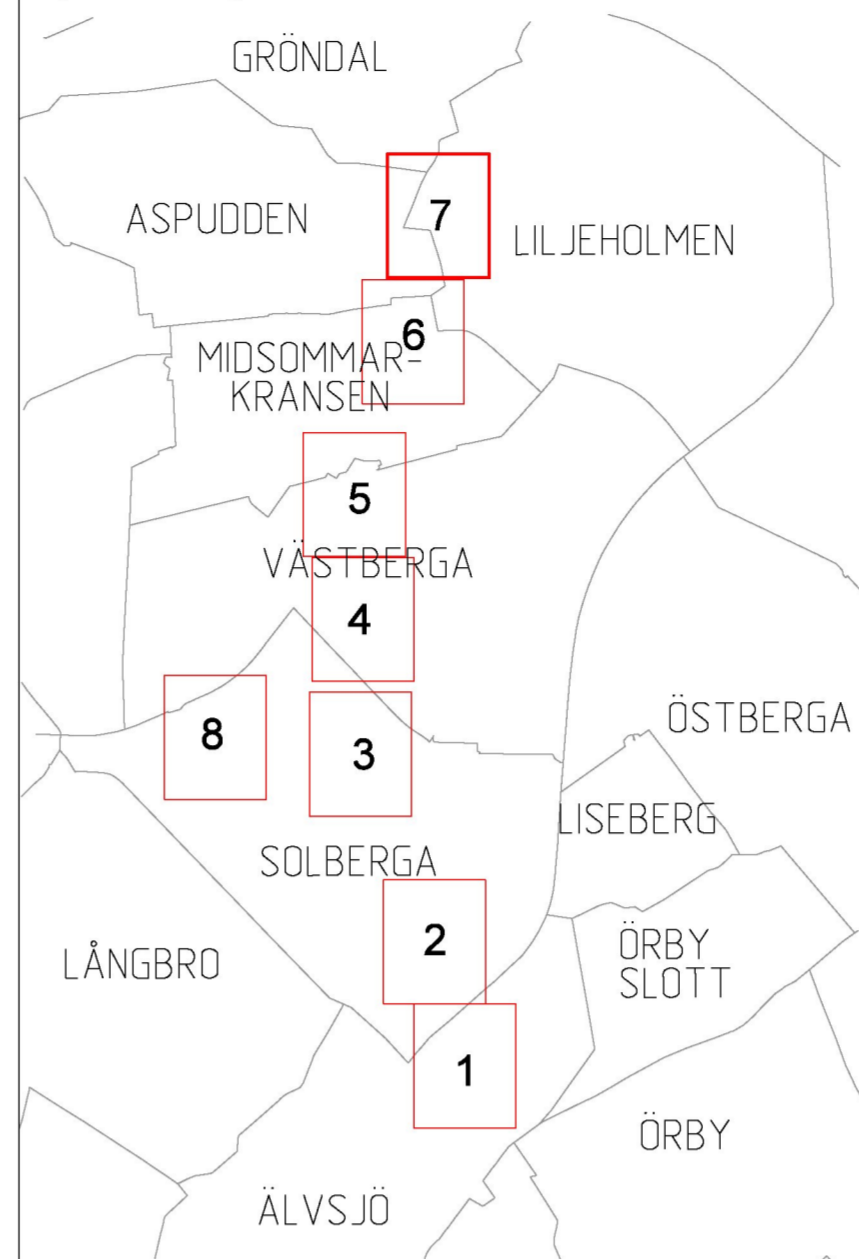 GRÖNDAL
ASPUDDEN
7
LILJEHOLMEN
6
MIDSOMMAR-
KRANSEN
5
VÄSTBERGA
4
ÖSTBERGA
8
3
LISEBERG
SOLBERGA
2
ÖRBY
SLOTT
LÅNGBRO
1
ÖRBY
ÄLVSJÖ